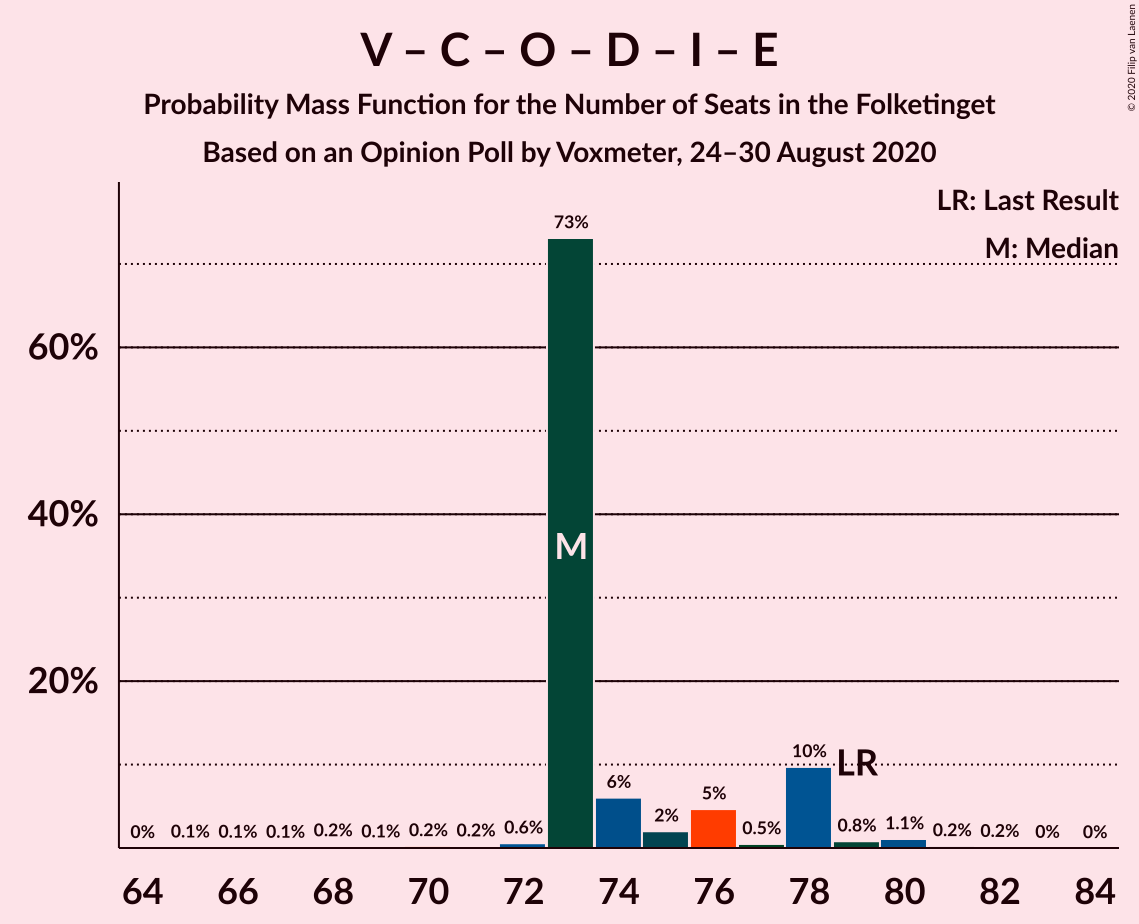 V – C – O – D – I – E
Probability Mass Function for the Number of Seats in the Folketinget
Based on an Opinion Poll by Voxmeter, 24–30 August 2020
© 2020 Filip van Laenen
LR: Last Result
M: Median
60%
40%
20%
0% 0.1% 0.1% 0.1% 0.2% 0.1% 0.2% 0.2% 0.6% 73% 6% 2% 5% 0.5% 10% 0.8% 1.1% 0.2% 0.2% 0% 0%
M
LR
64 66 68 70 72 74 76 78 80 82 84